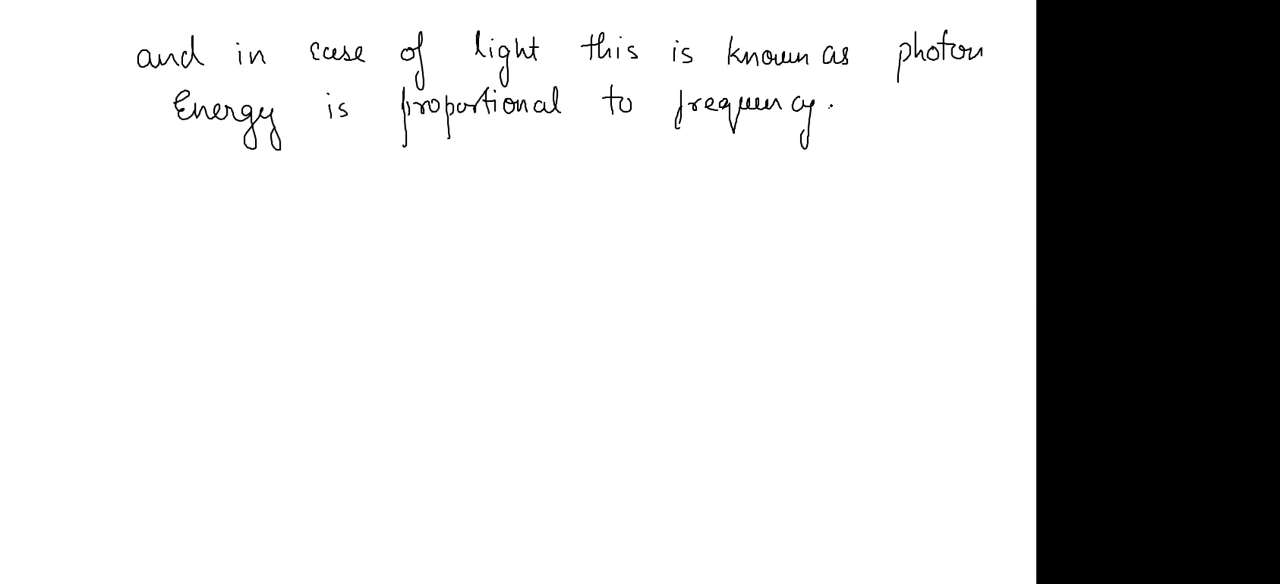 and in case of light this is known as photon
Energy is proportional to frequency.